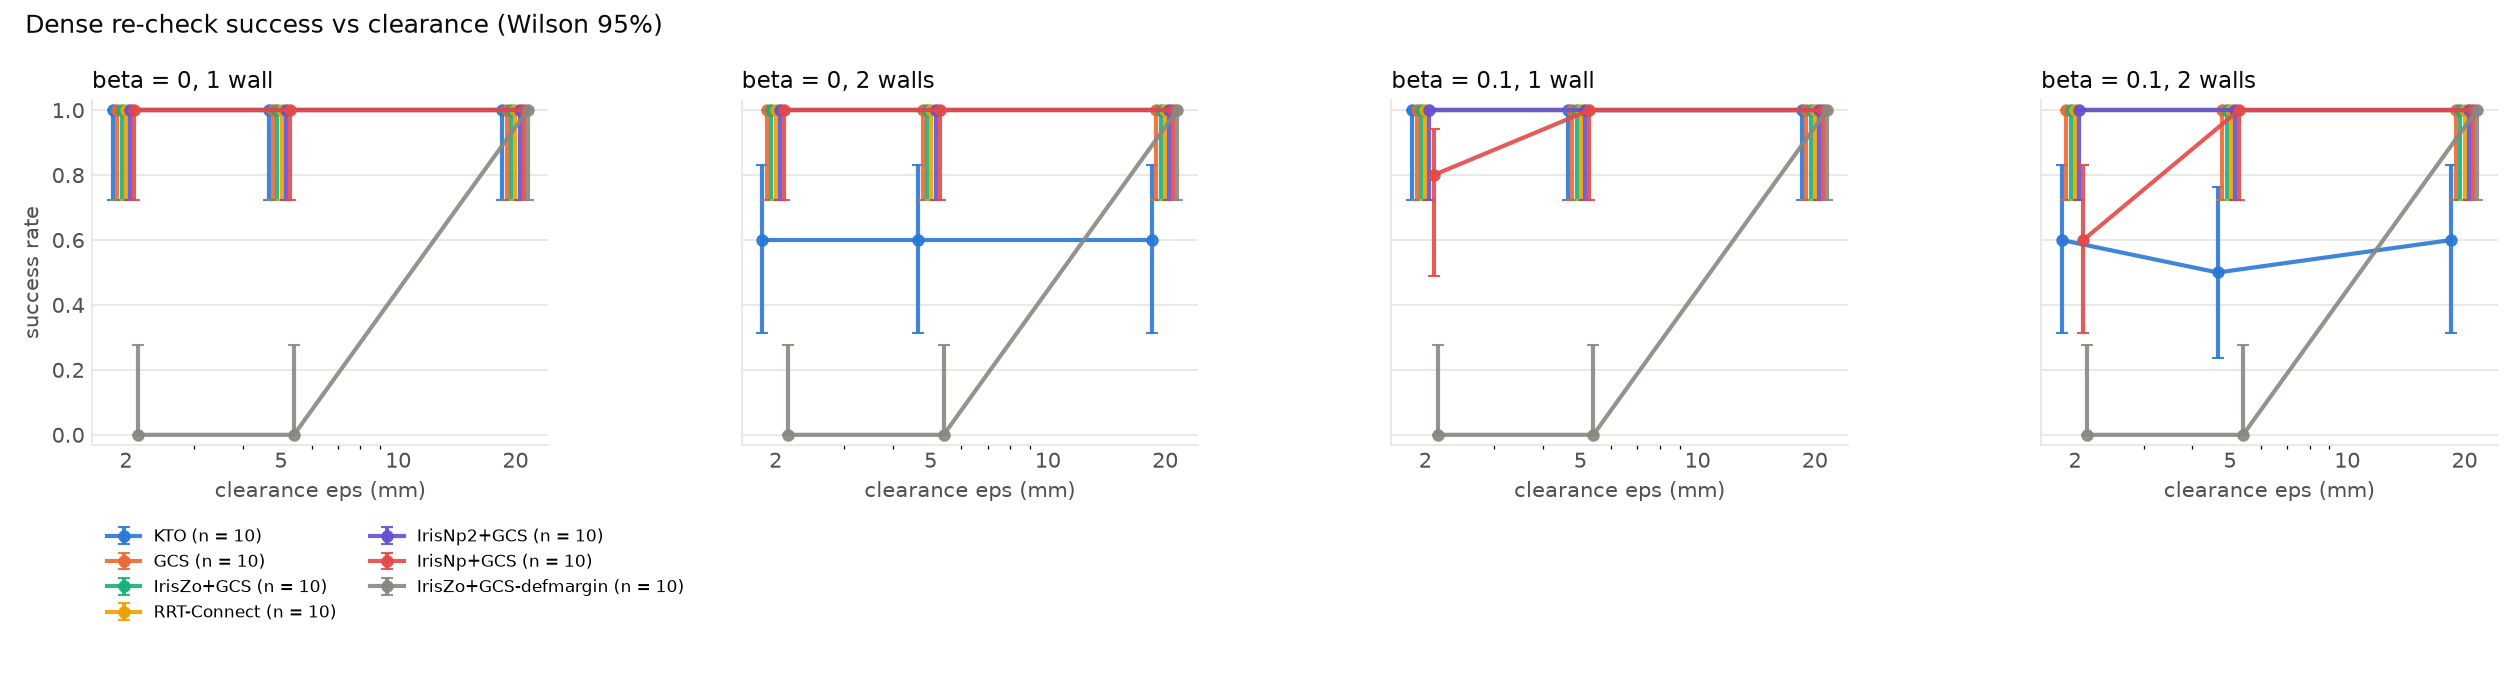 Dense re-check success vs clearance (Wilson 95%)
beta = 0, 1 wall
beta = 0, 2 walls
beta = 0.1, 1 wall
beta = 0.1, 2 walls
1.0
0.8
0.6
0.4
0.2
0.0
success rate
2 5 10 20
2 5 10 20
2 5 10 20
2 5 10 20
clearance eps (mm)
clearance eps (mm)
clearance eps (mm)
clearance eps (mm)
KTO (n = 10)
GCS (n = 10)
IrisZo+GCS (n = 10)
RRT-Connect (n = 10)
IrisNp2+GCS (n = 10)
IrisNp+GCS (n = 10)
IrisZo+GCS-defmargin (n = 10)